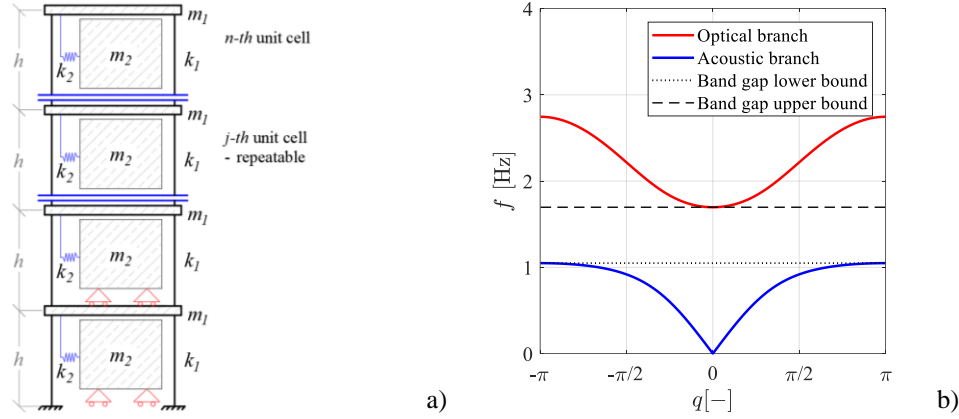 m1
n-th unit cell
h
m2
k1
k2
m1
j-th unit cell
- repeatable
h
m2
k1
k2
m1
h
m2
k1
k2
m1
h
m2
k1
k2
a)
4
3
2
1
0
f [Hz]
Optical branch
Acoustic branch
Band gap lower bound
Band gap upper bound
-π
-π/2
0
π/2
π
q[−]
b)